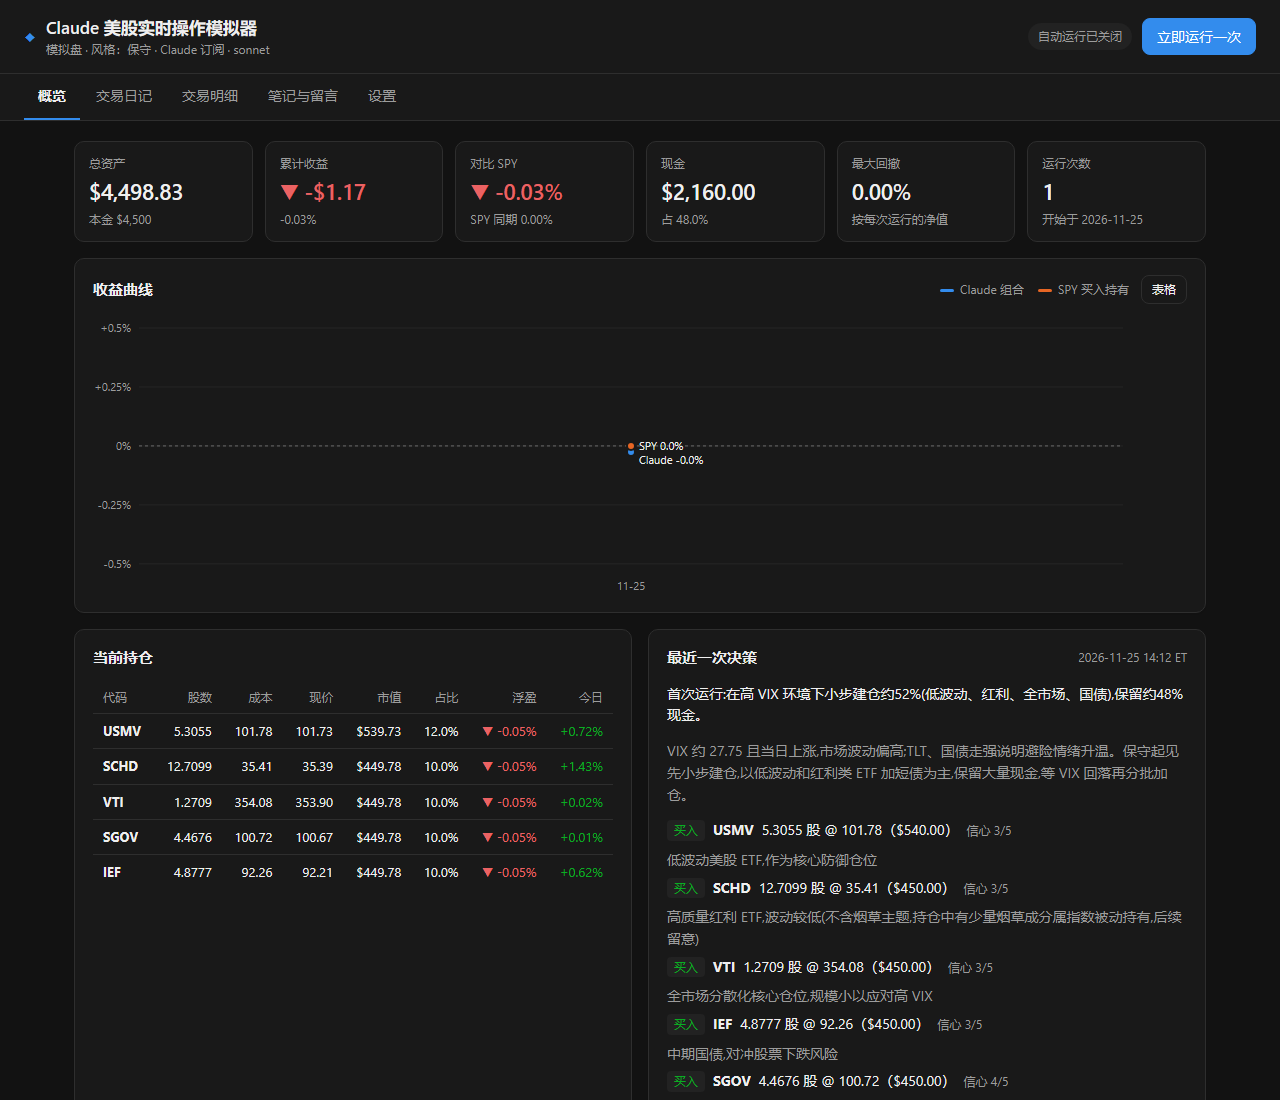 Claude 美股实时操作模拟器
模拟盘 · 风格：保守 · Claude 订阅 · sonnet
自动运行已关闭
立即运行一次
概览
交易日记
交易明细
笔记与留言
设置
总资产
$4,498.83
本金 $4,500
累计收益
▼ -$1.17
-0.03%
对比 SPY
▼ -0.03%
SPY 同期 0.00%
现金
$2,160.00
占 48.0%
最大回撤
0.00%
按每次运行的净值
运行次数
1
开始于 2026-11-25
收益曲线
Claude 组合
SPY 买入持有
表格
+0.5%
+0.25%
0%
-0.25%
-0.5%
SPY 0.0%
Claude -0.0%
11-25
当前持仓
代码 股数 成本 现价 市值 占比 浮盈 今日
USMV 5.3055 101.78 101.73 $539.73 12.0% ▼ -0.05% +0.72%
SCHD 12.7099 35.41 35.39 $449.78 10.0% ▼ -0.05% +1.43%
VTI 1.2709 354.08 353.90 $449.78 10.0% ▼ -0.05% +0.02%
SGOV 4.4676 100.72 100.67 $449.78 10.0% ▼ -0.05% +0.01%
IEF 4.8777 92.26 92.21 $449.78 10.0% ▼ -0.05% +0.62%
最近一次决策
2026-11-25 14:12 ET
首次运行:在高 VIX 环境下小步建仓约52%(低波动、红利、全市场、国债),保留约48%
现金。
VIX 约 27.75 且当日上涨,市场波动偏高;TLT、国债走强说明避险情绪升温。保守起见
先小步建仓,以低波动和红利类 ETF 加短债为主,保留大量现金,等 VIX 回落再分批加
仓。
买入 USMV 5.3055 股 @ 101.78（$540.00） 信心 3/5
低波动美股 ETF,作为核心防御仓位
买入 SCHD 12.7099 股 @ 35.41（$450.00） 信心 3/5
高质量红利 ETF,波动较低(不含烟草主题,持仓中有少量烟草成分属指数被动持有,后续
留意)
买入 VTI 1.2709 股 @ 354.08（$450.00） 信心 3/5
全市场分散化核心仓位,规模小以应对高 VIX
买入 IEF 4.8777 股 @ 92.26（$450.00） 信心 3/5
中期国债,对冲股票下跌风险
买入 SGOV 4.4676 股 @ 100.72（$450.00） 信心 4/5